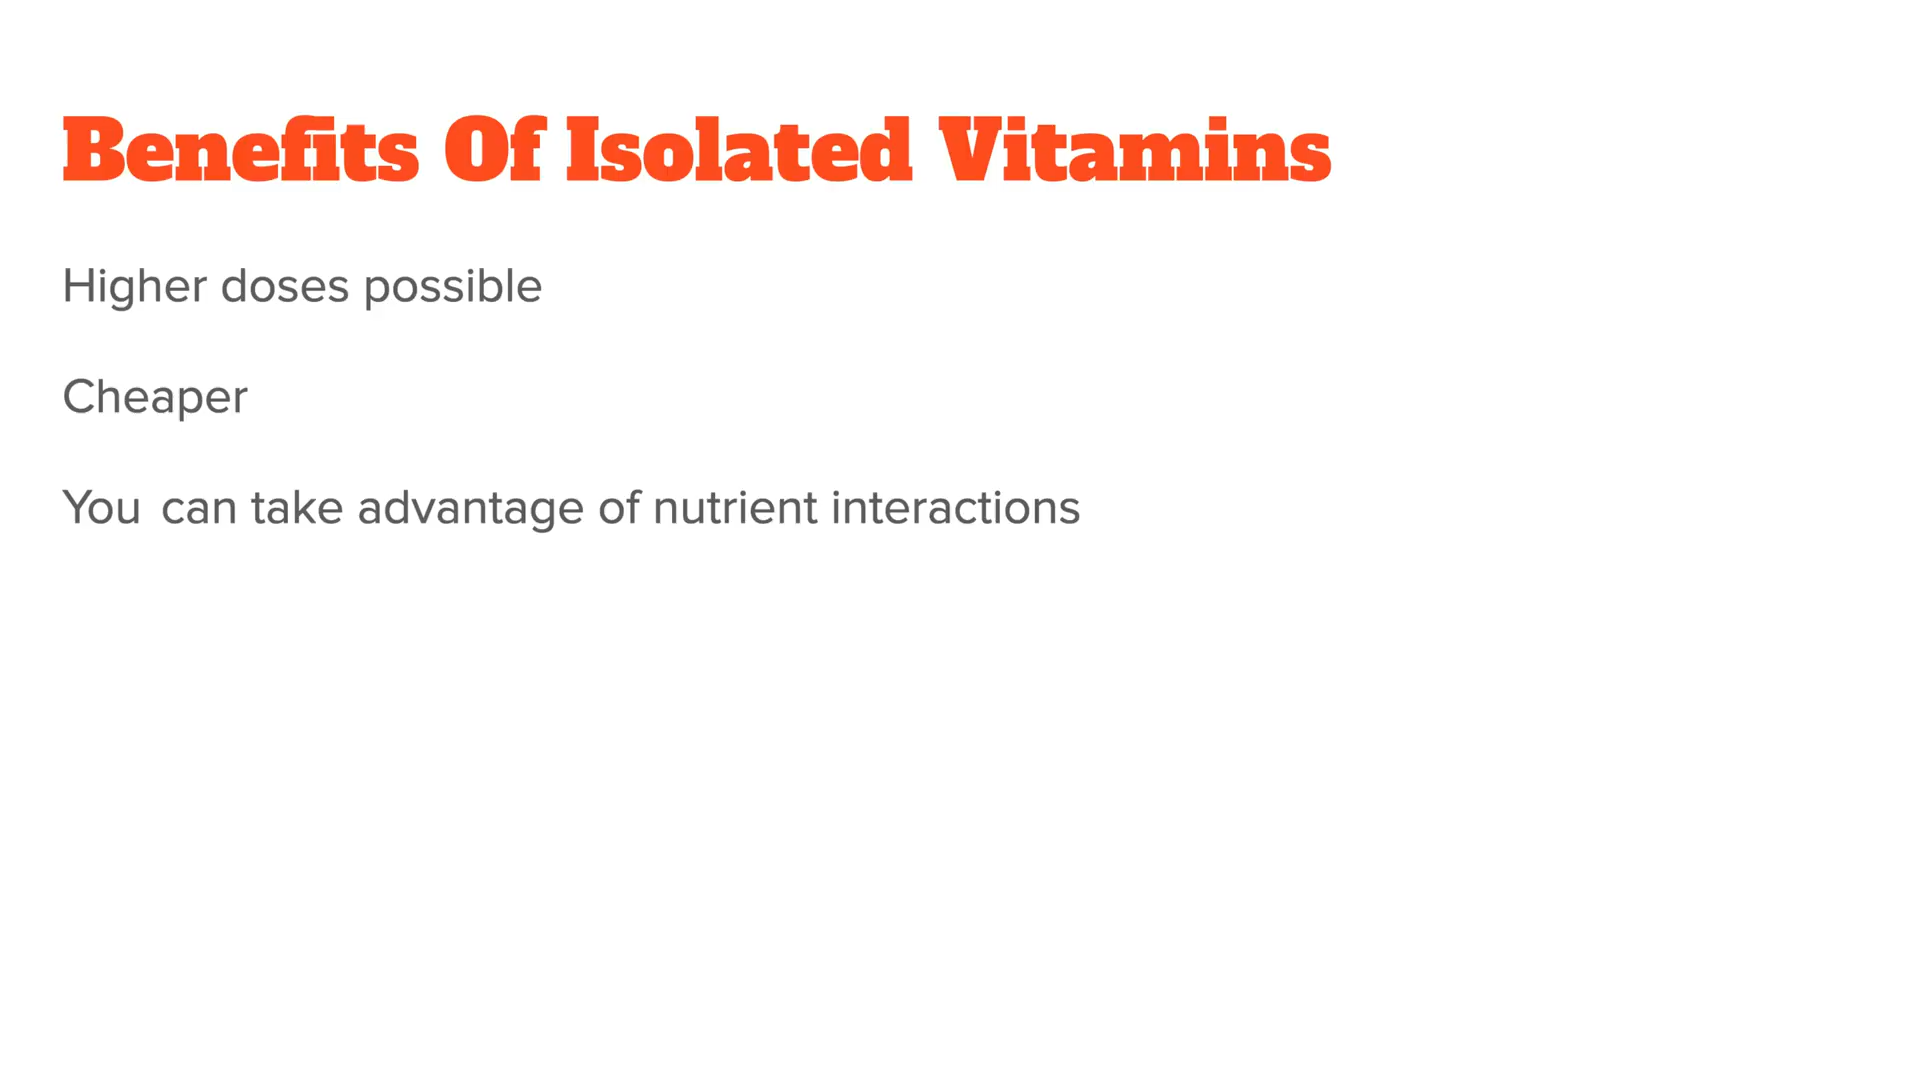 Benefits Of Isolated Vitamins
Higher doses possible
Cheaper
You can take advantage of nutrient interactions